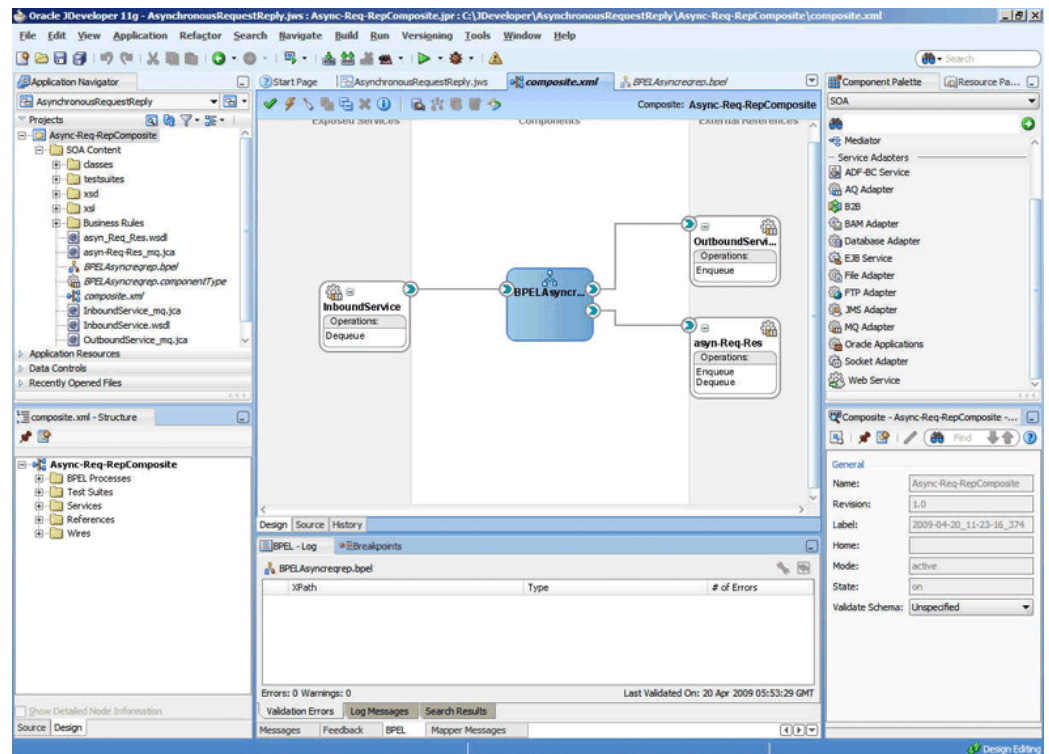 Oracle JDeveloper 11g - AsynchronousRequestReply.jws : Async-Req-RepComposite.jpr : C:\JDeveloper\AsynchronousRequestReply\Async-Req-RepComposite\composite.xml
File Edit View Application Refactor Search Navigate Build Run Versioning Tools Window Help
Search
Application Navigator
AsynchronousRequestReply
Projects
Async-Req-RepComposite
SOA Content
classes
testsuites
xsd
xsl
Business Rules
asyn_Req_Res.wsdl
asyn-Req-Res_mq.jca
BPELAsyncreqrep.bpel
BPELAsyncreqrep.componentType
composite.xml
InboundService_mq.jca
InboundService.wsdl
OutboundService_mq.jca
Application Resources
Data Controls
Recently Opened Files
composite.xml - Structure
Async-Req-RepComposite
BPEL Processes
Test Suites
Services
References
Wires
Show Detailed Node Information
Source Design
Start Page AsynchronousRequestReply.jws composite.xml BPELAsyncreqrep.bpel
Composite: Async-Req-RepComposite
Exposed Services Components External References
InboundService
Operations:
Dequeue
BPELAsyncr...
OutboundServi...
Operations:
Enqueue
asyn-Req-Res
Operations:
Enqueue
Dequeue
Design Source History
BPEL - Log Breakpoints
BPELAsyncreqrep.bpel
XPath Type # of Errors
Errors: 0 Warnings: 0 Last Validated On: 20 Apr 2009 05:53:29 GMT
Validation Errors Log Messages Search Results
Messages Feedback BPEL Mapper Messages
Component Palette Resource Pa...
SOA
Mediator
Service Adapters
ADF-BC Service
AQ Adapter
B2B
BAM Adapter
Database Adapter
EJB Service
File Adapter
FTP Adapter
JMS Adapter
MQ Adapter
Oracle Applications
Socket Adapter
Web Service
Composite - Async-Req-RepComposite -...
Find
General
Name: Async-Req-RepComposite
Revision: 1.0
Label: 2009-04-20_11-23-16_374
Home:
Mode: active
State: on
Validate Schema: Unspecified
Design Editing